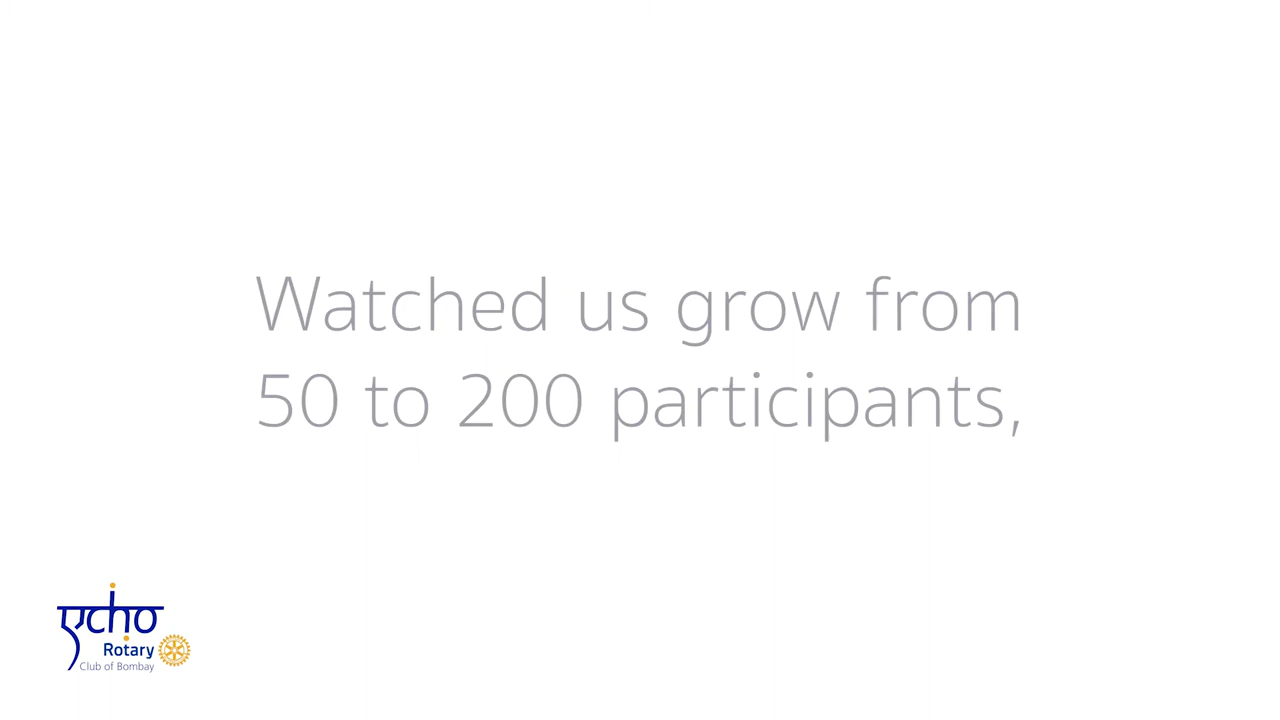 Watched us grow from
50 to 200 participants,
echo
Rotary
Club of Bombay